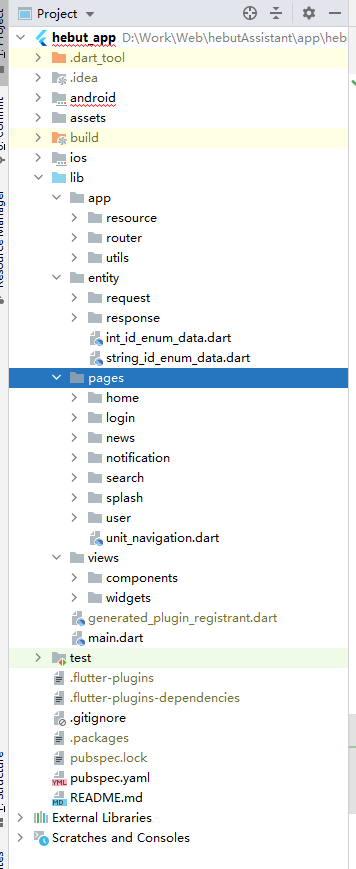 Project
hebut_app D:\Work\Web\hebutAssistant\app\heb
.dart_tool
.idea
android
assets
build
ios
lib
app
resource
router
utils
entity
request
response
int_id_enum_data.dart
string_id_enum_data.dart
pages
home
login
news
notification
search
splash
user
unit_navigation.dart
views
components
widgets
generated_plugin_registrant.dart
main.dart
test
.flutter-plugins
.flutter-plugins-dependencies
.gitignore
.packages
pubspec.lock
YML pubspec.yaml
MD README.md
External Libraries
Scratches and Consoles
Commit
Resource Manager
Structure